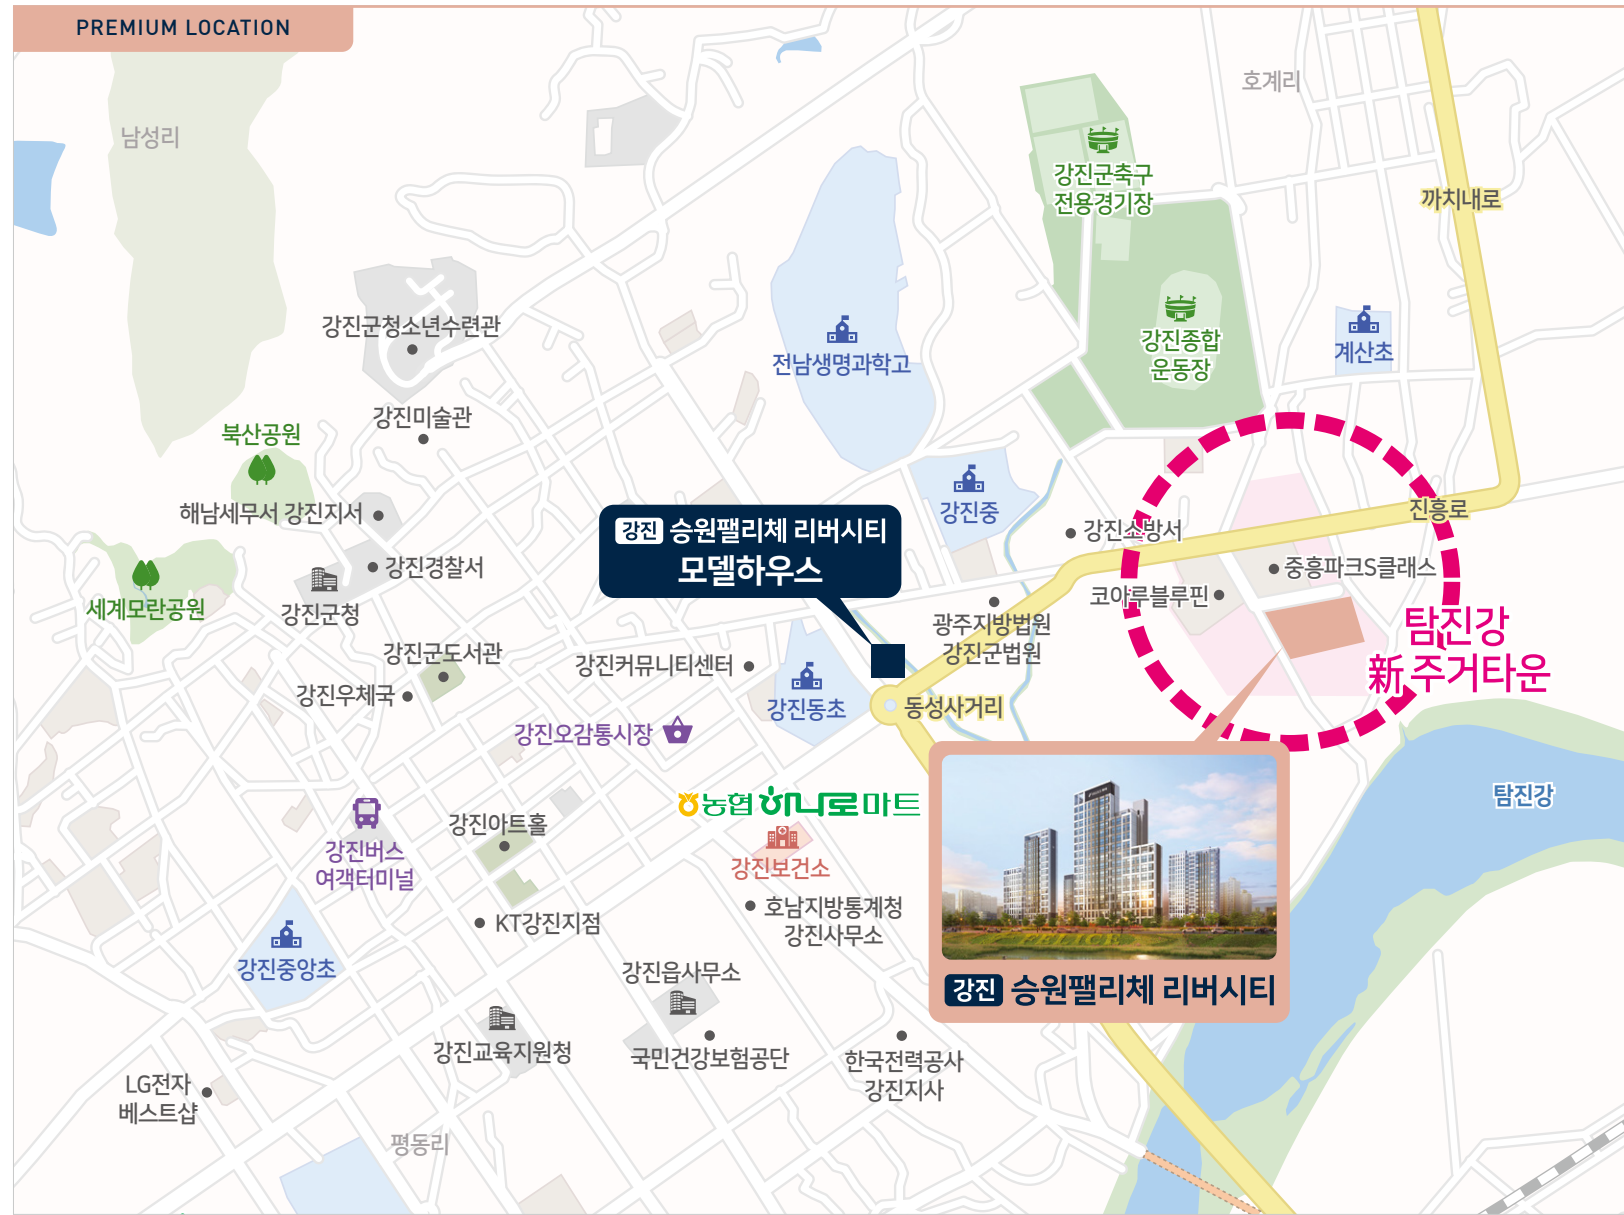 PREMIUM LOCATION
호계리
남성리
강진군축구
전용경기장
까치내로
강진군청소년수련관
전남생명과학고
강진종합
운동장
계산초
강진미술관
북산공원
해남세무서 강진지서
강진중
진흥로
강진 승원팰리체 리버시티
모델하우스
강진소방서
강진경찰서
중흥파크S클래스
코아루블루핀
세계모란공원
강진군청
광주지방법원
강진군법원
탐진강
新 주거타운
강진군도서관
강진커뮤니티센터
강진우체국
강진동초
동성사거리
강진오감통시장
농협 하나로마트
탐진강
강진아트홀
강진버스
여객터미널
강진보건소
KT강진지점
호남지방통계청
강진사무소
강진중앙초
강진읍사무소
강진 승원팰리체 리버시티
강진교육지원청
국민건강보험공단
한국전력공사
강진지사
LG전자
베스트샵
평동리